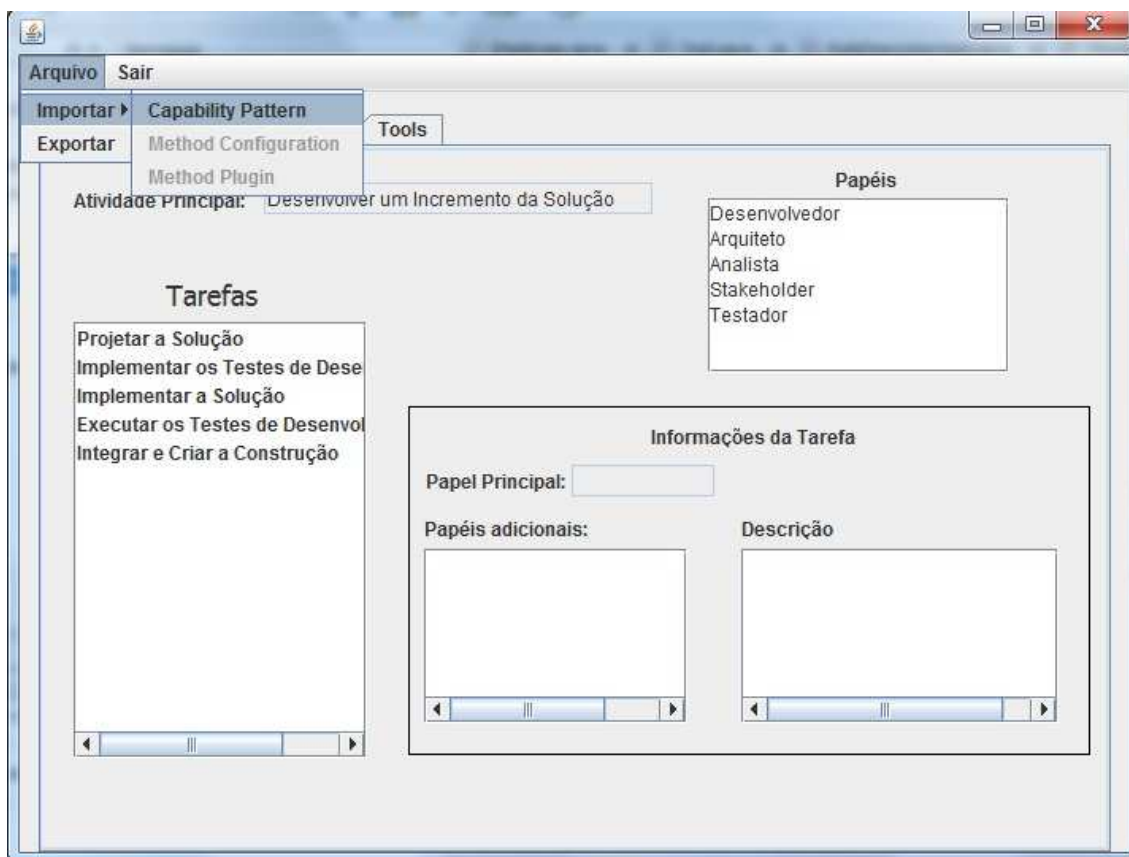 Arquivo Sair
Importar Capability Pattern
Exportar Method Configuration
Method Plugin
Tools
Atividade Principal: Desenvolver um Incremento da Solução
Papéis
Desenvolvedor
Arquiteto
Analista
Stakeholder
Testador
Tarefas
Projetar a Solução
Implementar os Testes de Dese
Implementar a Solução
Executar os Testes de Desenvol
Integrar e Criar a Construção
Informações da Tarefa
Papel Principal:
Papéis adicionais:
Descrição